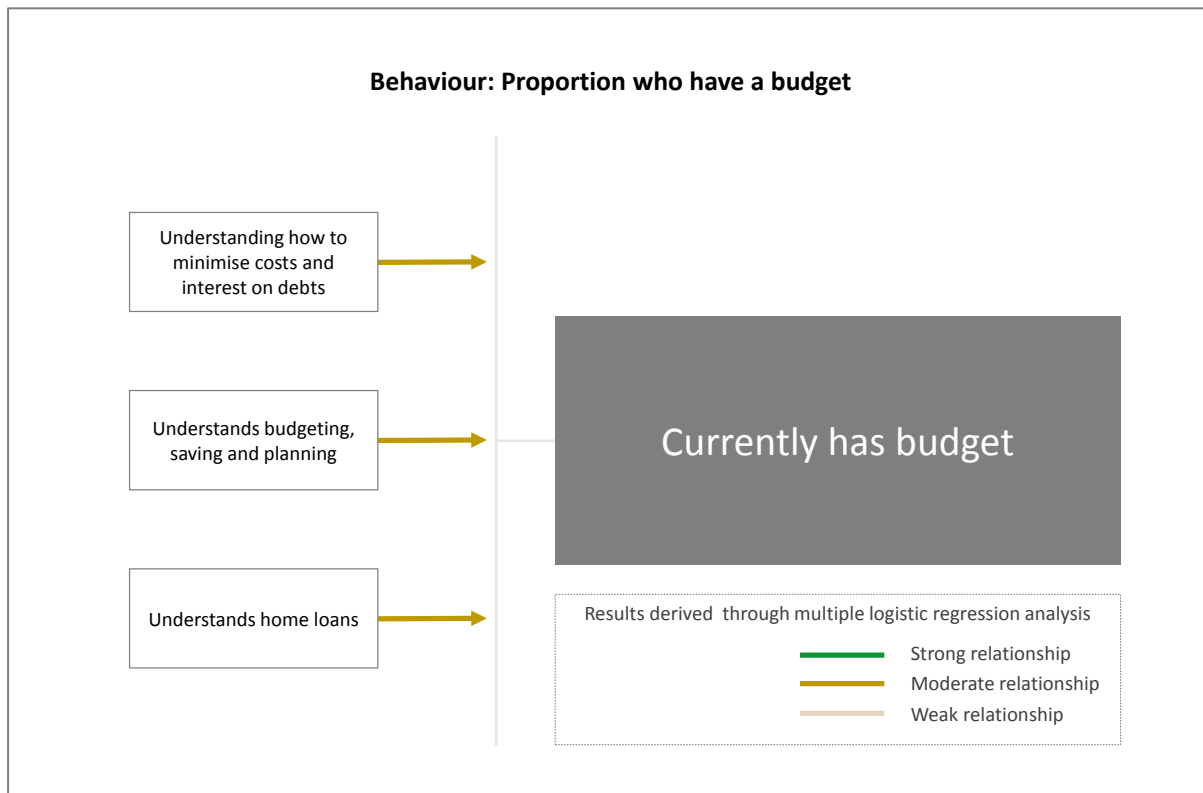 Behaviour: Proportion who have a budget
Understanding how to
minimise costs and
interest on debts
Understands budgeting,
saving and planning
Understands home loans
Currently has budget
Results derived through multiple logistic regression analysis
Strong relationship
Moderate relationship
Weak relationship